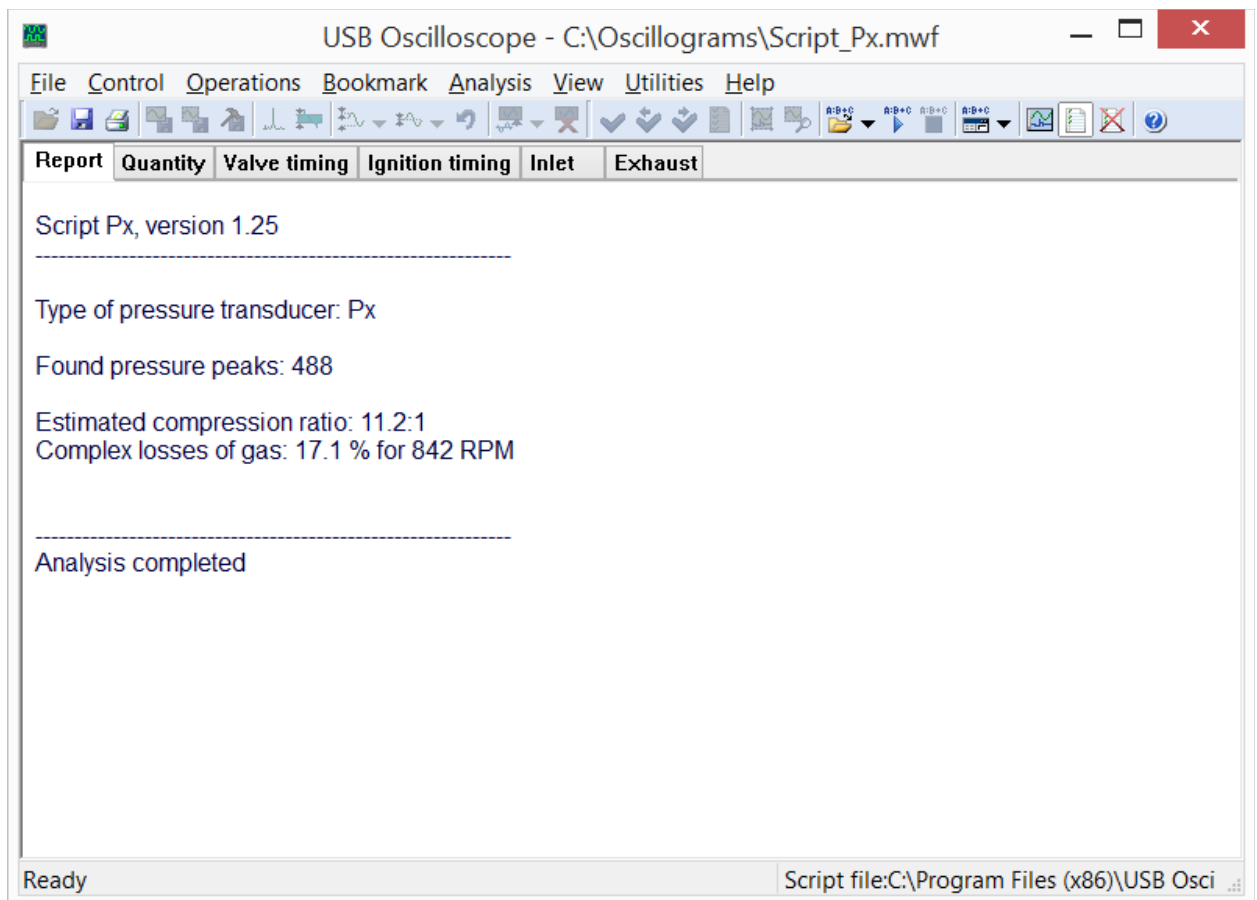 USB Oscilloscope - C:\Oscillograms\Script_Px.mwf
File Control Operations Bookmark Analysis View Utilities Help
A:B+C A:B+C A:B+C A:B+C
Report Quantity Valve timing Ignition timing Inlet Exhaust
Script Px, version 1.25
-------------------------------------------------------------
Type of pressure transducer: Px
Found pressure peaks: 488
Estimated compression ratio: 11.2:1
Complex losses of gas: 17.1 % for 842 RPM
-------------------------------------------------------------
Analysis completed
Ready Script file:C:\Program Files (x86)\USB Osci